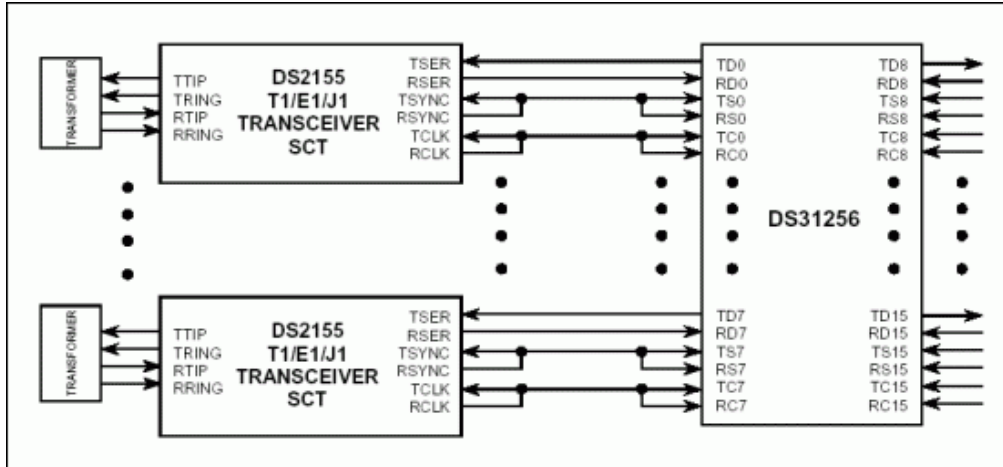 TRANSFORMER
TTIP
TRING
RTIP
RRING
DS2155
T1/E1/J1
TRANSCEIVER
SCT
TSER
RSER
TSYNC
RSYNC
TCLK
RCLK
TD0
RD0
TS0
RS0
TC0
RC0
TD8
RD8
TS8
RS8
TC8
RC8
DS31256
TRANSFORMER
TTIP
TRING
RTIP
RRING
DS2155
T1/E1/J1
TRANSCEIVER
SCT
TSER
RSER
TSYNC
RSYNC
TCLK
RCLK
TD7
RD7
TS7
RS7
TC7
RC7
TD15
RD15
TS15
RS15
TC15
RC15